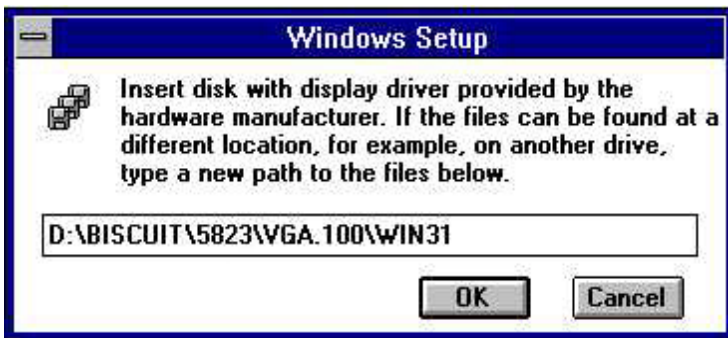 Windows Setup
Insert disk with display driver provided by the
hardware manufacturer. If the files can be found at a
different location, for example, on another drive,
type a new path to the files below.
D:\BISCUIT\5823\VGA.100\WIN31
OK Cancel